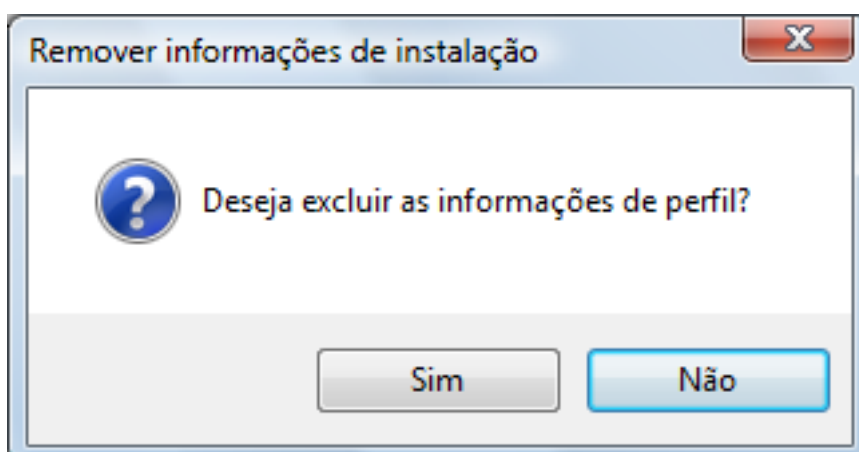 Remover informações de instalação
Deseja excluir as informações de perfil?
Sim
Não